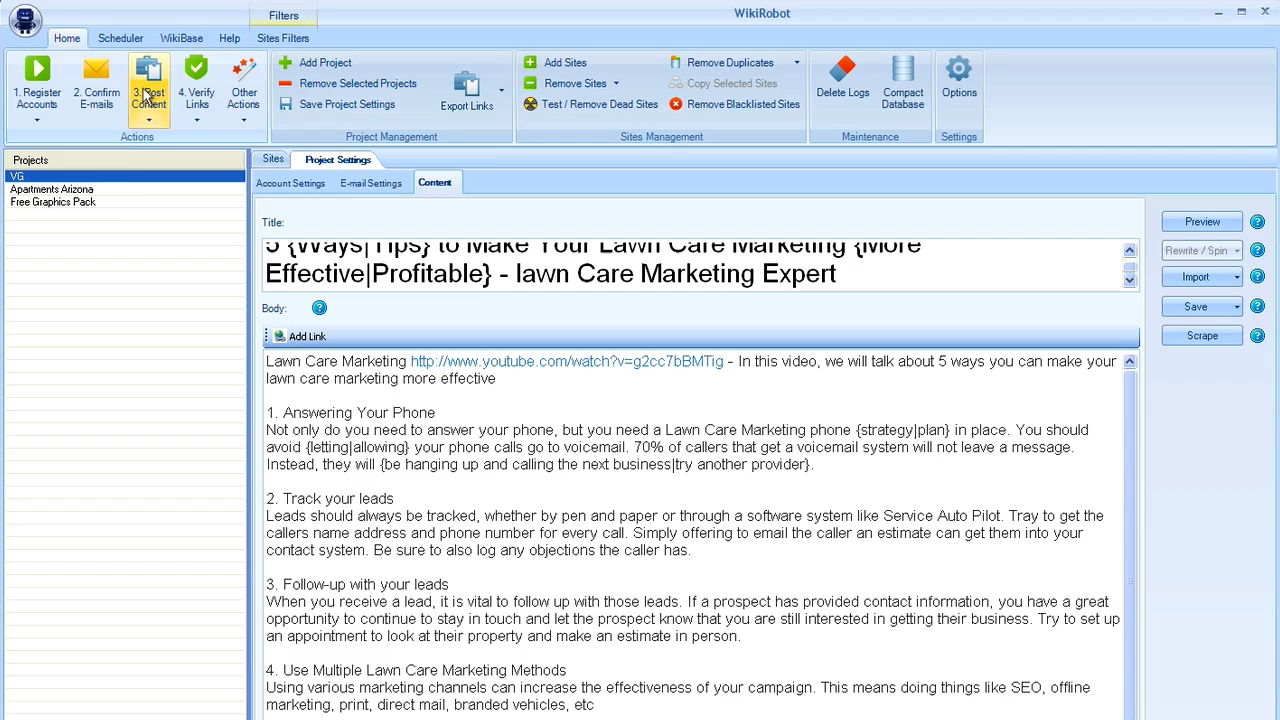 Filters
WikiRobot
Home
Scheduler
WikiBase
Help
Sites Filters
1. Register Accounts
2. Confirm E-mails
3. Post Content
4. Verify Links
Other Actions
Actions
Add Project
Remove Selected Projects
Save Project Settings
Export Links
Project Management
Add Sites
Remove Sites
Test / Remove Dead Sites
Remove Duplicates
Copy Selected Sites
Remove Blacklisted Sites
Sites Management
Delete Logs
Compact Database
Maintenance
Options
Settings
Projects
VG
Apartments Arizona
Free Graphics Pack
Sites
Project Settings
Account Settings
E-mail Settings
Content
Title:
5 {Ways|Tips} to Make Your Lawn Care Marketing {More
Effective|Profitable} - lawn Care Marketing Expert
Body:
Add Link
Lawn Care Marketing http://www.youtube.com/watch?v=g2cc7bBMTig - In this video, we will talk about 5 ways you can make your
lawn care marketing more effective
1. Answering Your Phone
Not only do you need to answer your phone, but you need a Lawn Care Marketing phone {strategy|plan} in place. You should
avoid {letting|allowing} your phone calls go to voicemail. 70% of callers that get a voicemail system will not leave a message.
Instead, they will {be hanging up and calling the next business|try another provider}.
2. Track your leads
Leads should always be tracked, whether by pen and paper or through a software system like Service Auto Pilot. Tray to get the
callers name address and phone number for every call. Simply offering to email the caller an estimate can get them into your
contact system. Be sure to also log any objections the caller has.
3. Follow-up with your leads
When you receive a lead, it is vital to follow up with those leads. If a prospect has provided contact information, you have a great
opportunity to continue to stay in touch and let the prospect know that you are still interested in getting their business. Try to set up
an appointment to look at their property and make an estimate in person.
4. Use Multiple Lawn Care Marketing Methods
Using various marketing channels can increase the effectiveness of your campaign. This means doing things like SEO, offline
marketing, print, direct mail, branded vehicles, etc
Preview
Rewrite / Spin
Import
Save
Scrape